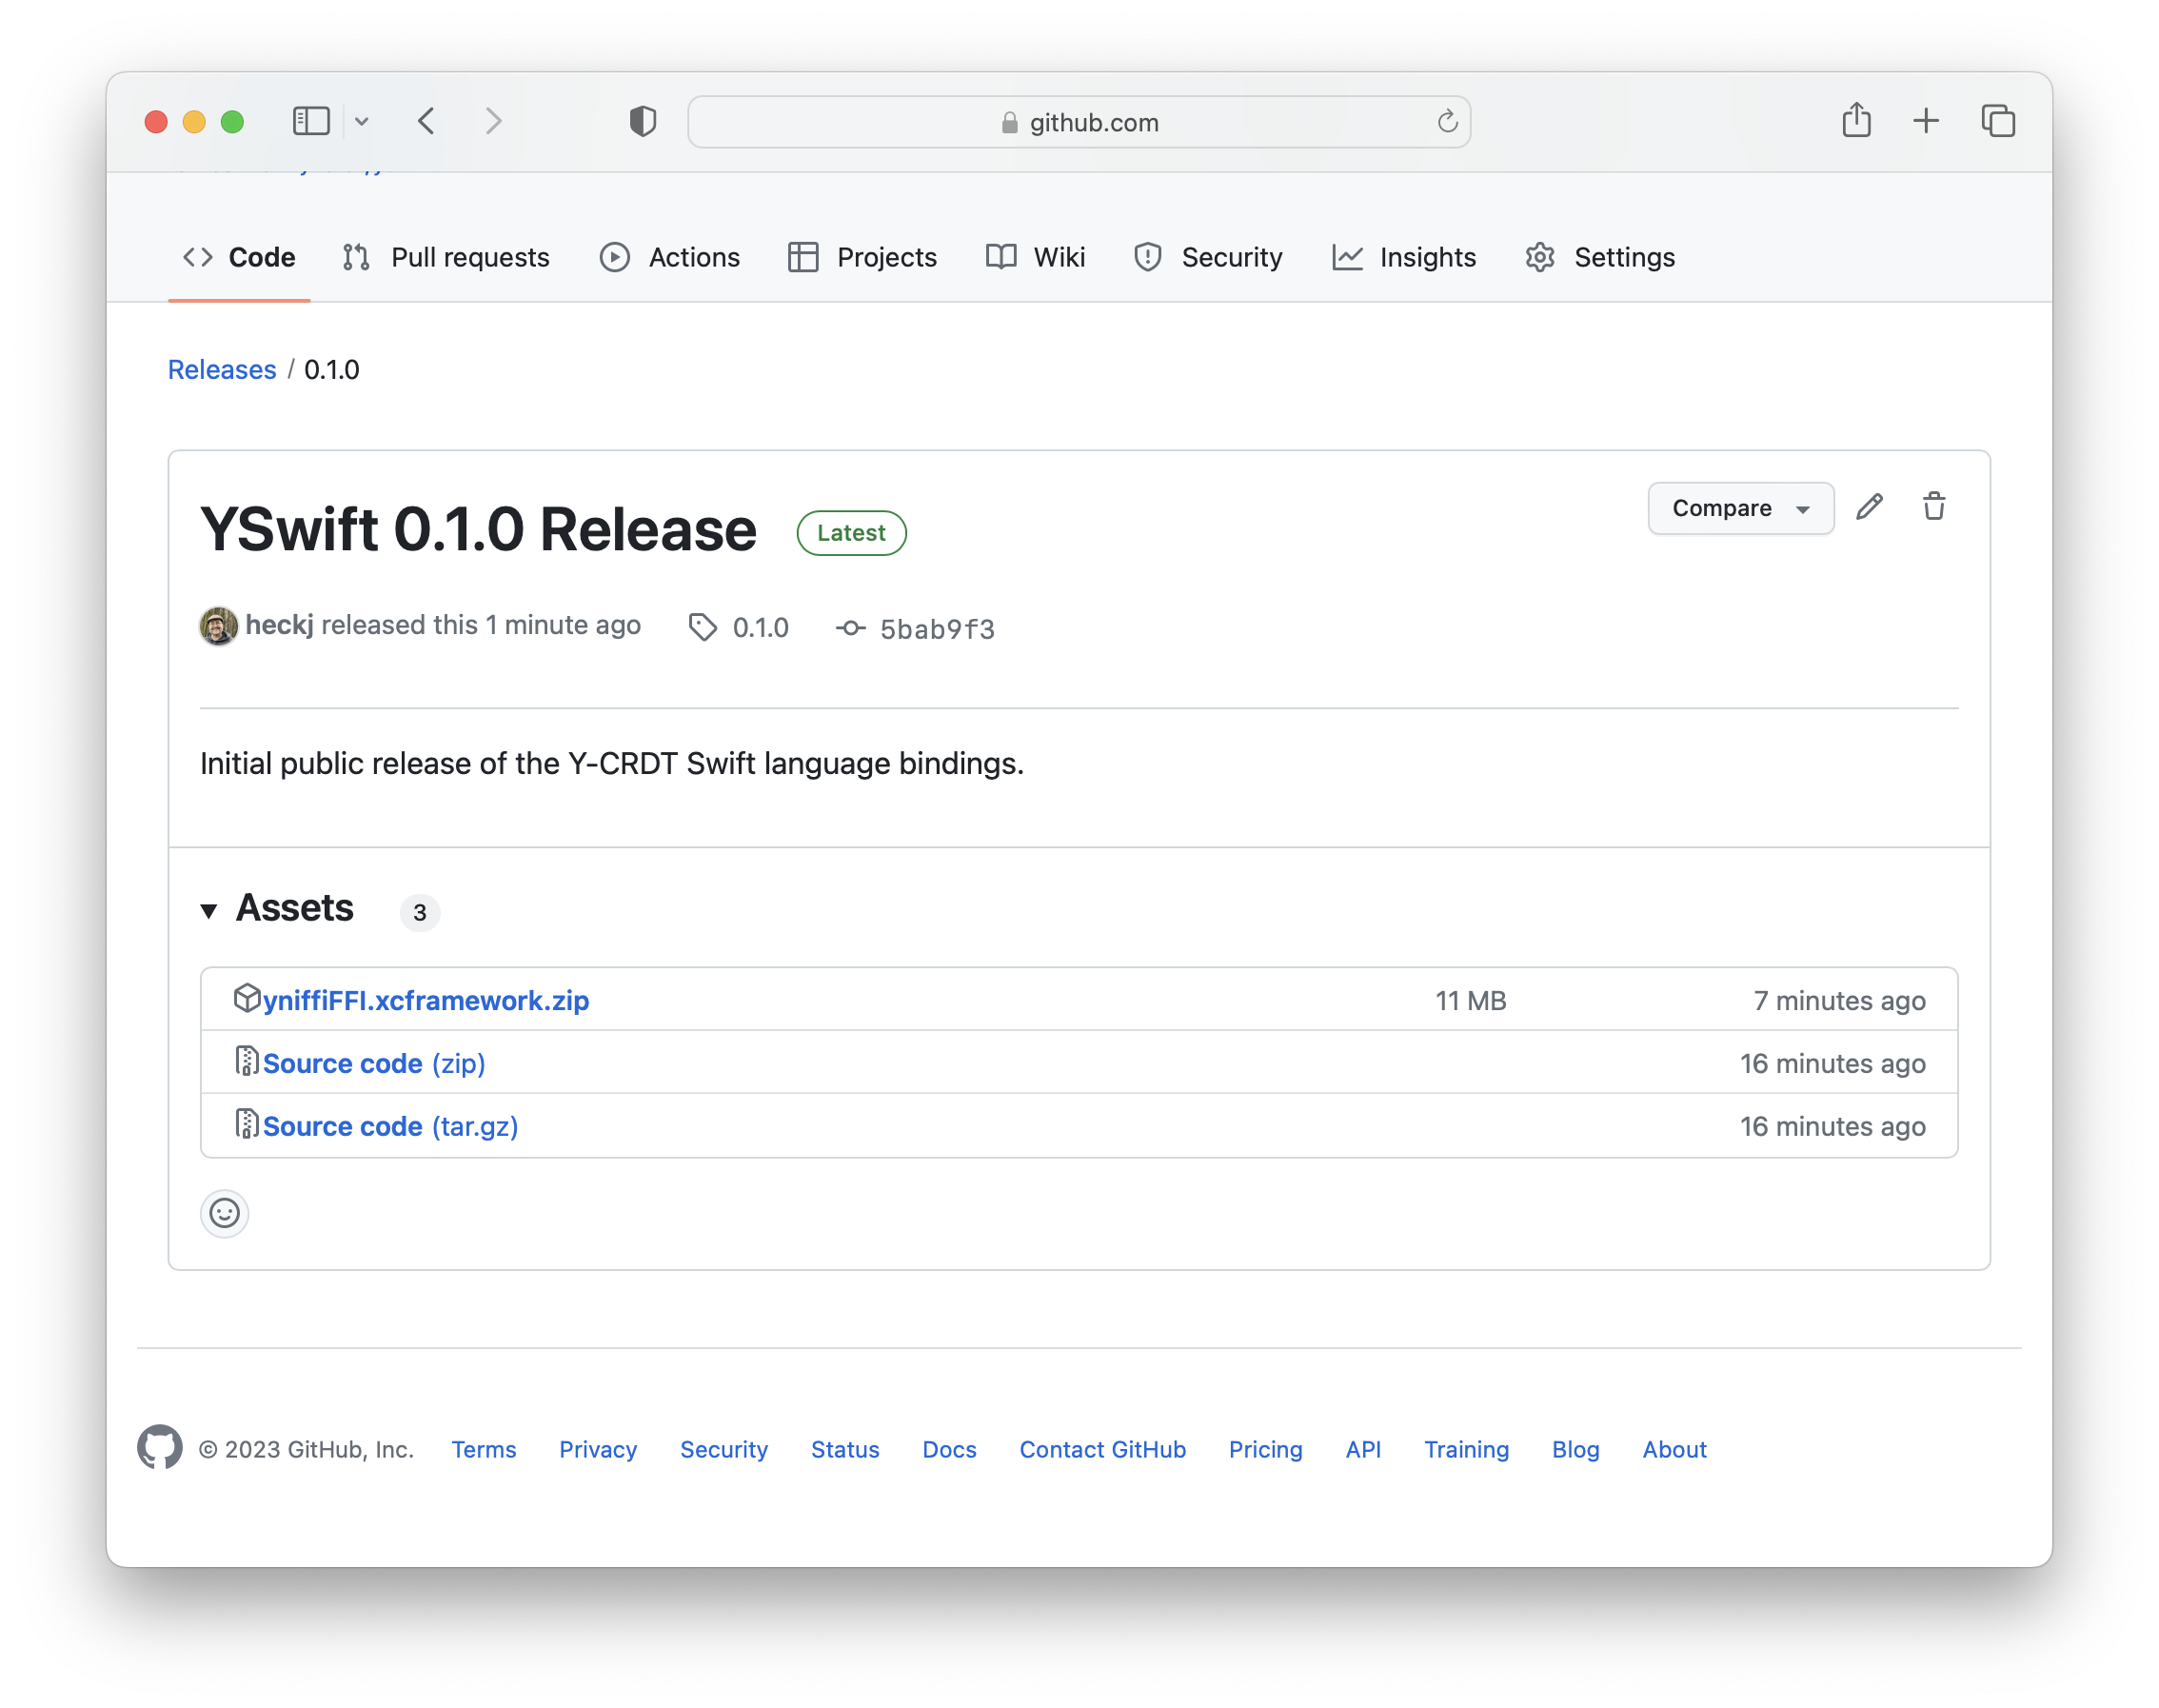 github.com
Code Pull requests Actions Projects Wiki Security Insights Settings
Releases / 0.1.0
YSwift 0.1.0 Release Latest Compare
heckj released this 1 minute ago 0.1.0 5bab9f3
Initial public release of the Y-CRDT Swift language bindings.
Assets 3
yniffiFFI.xcframework.zip 11 MB 7 minutes ago
Source code (zip) 16 minutes ago
Source code (tar.gz) 16 minutes ago
© 2023 GitHub, Inc. Terms Privacy Security Status Docs Contact GitHub Pricing API Training Blog About